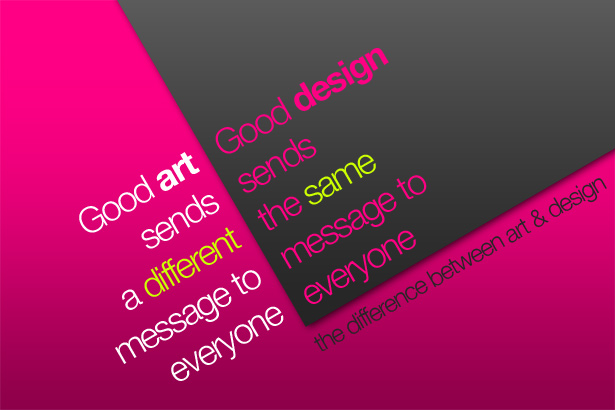 Good art
sends
a different
message to
everyone
Good design
sends
the same
message to
everyone
the difference between art & design